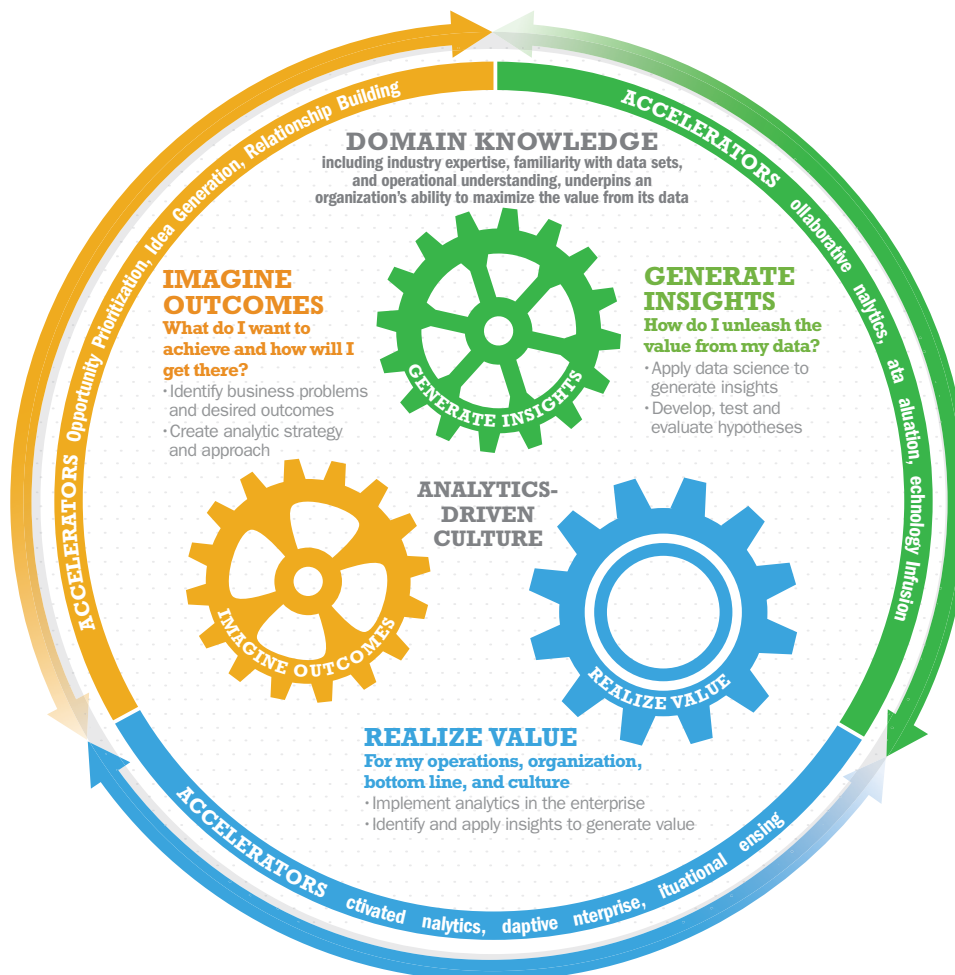 ACCELERATORS Opportunity Prioritization, Idea Generation, Relationship Building
ACCELERATORS ollaborative nalytics, ata aluation, echnology Infusion
DOMAIN KNOWLEDGE
including industry expertise, familiarity with data sets,
and operational understanding, underpins an
organization's ability to maximize the value from its data
IMAGINE
OUTCOMES
What do I want to
achieve and how will I
get there?
·Identify business problems
and desired outcomes
·Create analytic strategy
and approach
GENERATE INSIGHTS
GENERATE
INSIGHTS
How do I unleash the
value from my data?
·Apply data science to
generate insights
·Develop, test and
evaluate hypotheses
ANALYTICS-
DRIVEN
CULTURE
IMAGINE OUTCOMES
REALIZE VALUE
REALIZE VALUE
For my operations, organization,
bottom line, and culture
·Implement analytics in the enterprise
·Identify and apply insights to generate value
ACCELERATORS ctivated nalytics, daptive nterprise, ituational ensing